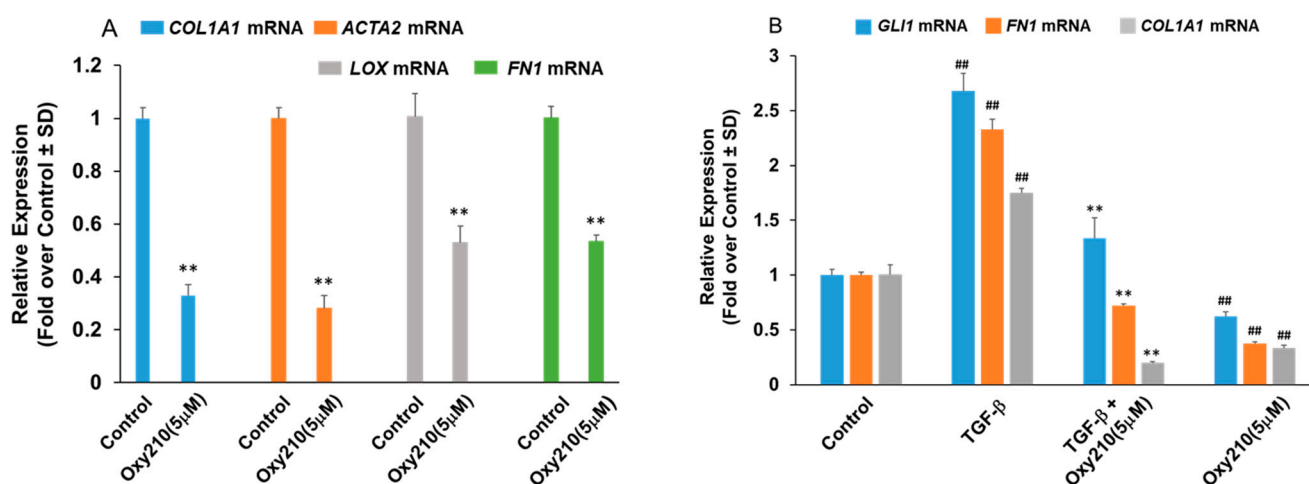 A
COL1A1 mRNA ACTA2 mRNA
LOX mRNA FN1 mRNA
Relative Expression
(Fold over Control ± SD)
1.2
1
0.8
0.6
0.4
0.2
0
**
**
**
**
Control
Oxy210(5μM)
Control
Oxy210(5μM)
Control
Oxy210(5μM)
Control
Oxy210(5μM)
B
GLI1 mRNA FN1 mRNA COL1A1 mRNA
Relative Expression
(Fold over Control ± SD)
3
2.5
2
1.5
1
0.5
0
##
##
##
**
**
**
##
##
##
Control
TGF-β
TGF-β +
Oxy210(5μM)
Oxy210(5μM)